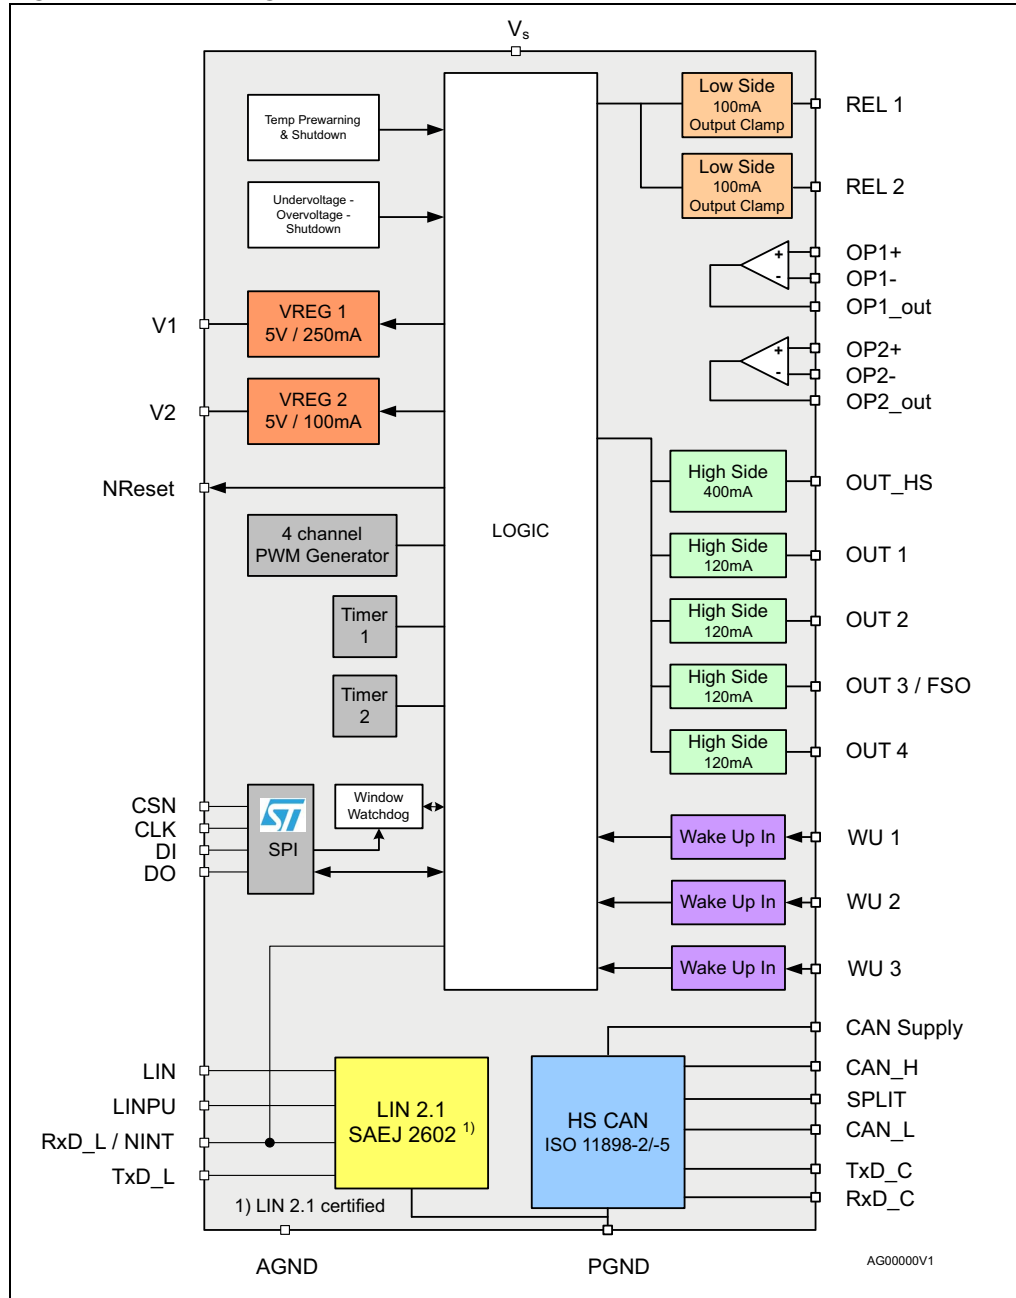 Vs
Temp Prewarning
& Shutdown
Undervoltage -
Overvoltage -
Shutdown
V1
VREG 1
5V / 250mA
V2
VREG 2
5V / 100mA
NReset
4 channel
PWM Generator
Timer
1
Timer
2
CSN
CLK
DI
DO
ST
SPI
Window
Watchdog
LOGIC
Low Side
100mA
Output Clamp
REL 1
Low Side
100mA
Output Clamp
REL 2
+
-
OP1+
OP1-
OP1_out
+
-
OP2+
OP2-
OP2_out
High Side
400mA
OUT_HS
High Side
120mA
OUT 1
High Side
120mA
OUT 2
High Side
120mA
OUT 3 / FSO
High Side
120mA
OUT 4
Wake Up In
WU 1
Wake Up In
WU 2
Wake Up In
WU 3
LIN
LINPU
RxD_L / NINT
TxD_L
LIN 2.1
SAEJ 2602 1)
1) LIN 2.1 certified
HS CAN
ISO 11898-2/-5
CAN Supply
CAN_H
SPLIT
CAN_L
TxD_C
RxD_C
AGND
PGND
AG00000V1